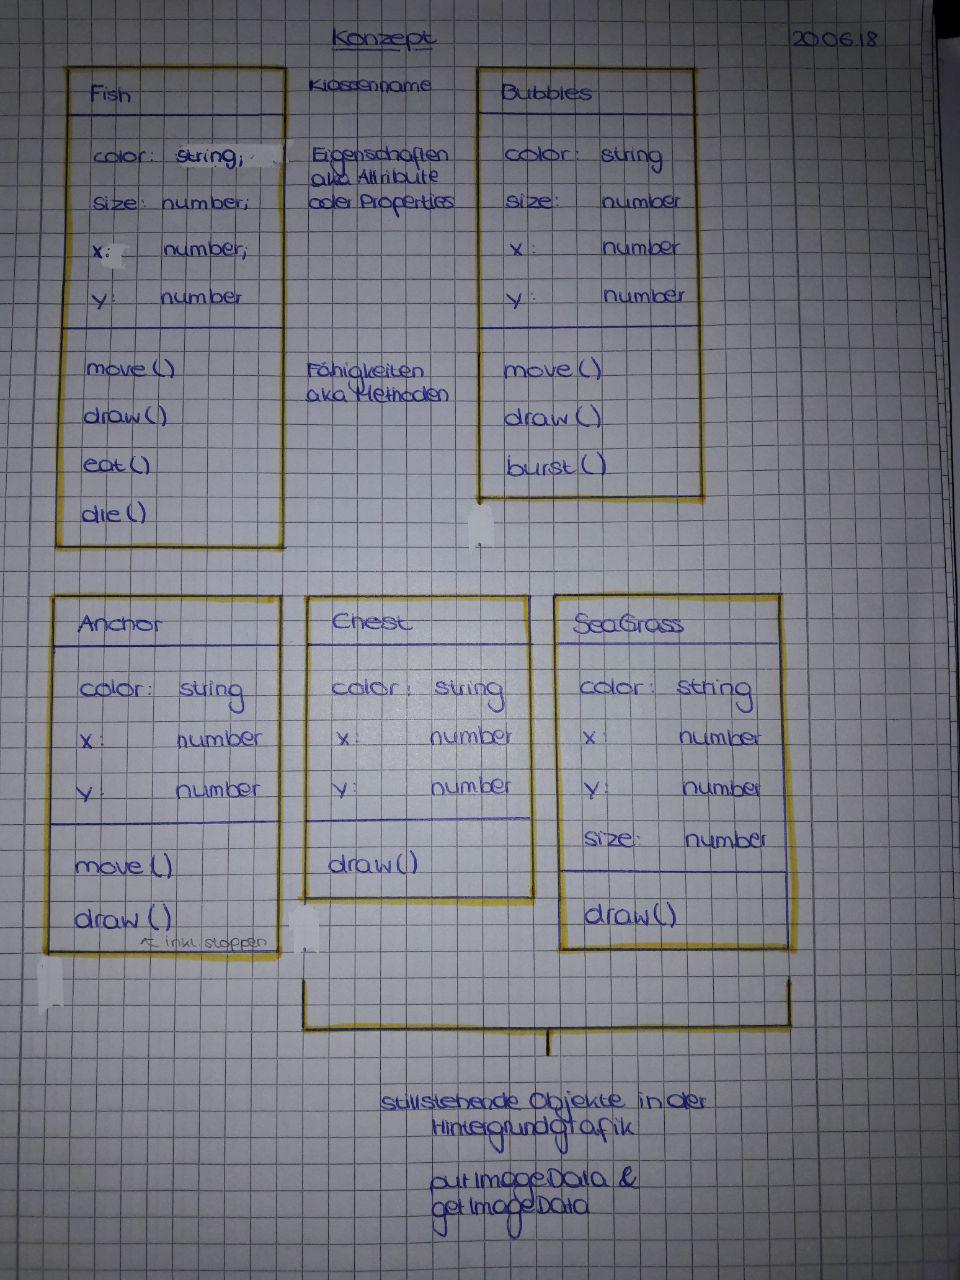 Konzept
20.06.18
Fish
color: string;
size: number;
x: number;
y: number
move()
draw()
eat()
die()
Klassenname
Eigenschaften
aka Attribute
oder Properties
Fähigkeiten
aka Methoden
Bubbles
color: string
size: number
x: number
y: number
move()
draw()
burst()
Anchor
color: string
x: number
y: number
move()
draw()
↖ inkl. stoppen
Chest
color: string
x: number
y: number
draw()
SeaGrass
color: string
x: number
y: number
size: number
draw()
stillstehende Objekte in der
Hintergrundgrafik
putImageData &
getImageData